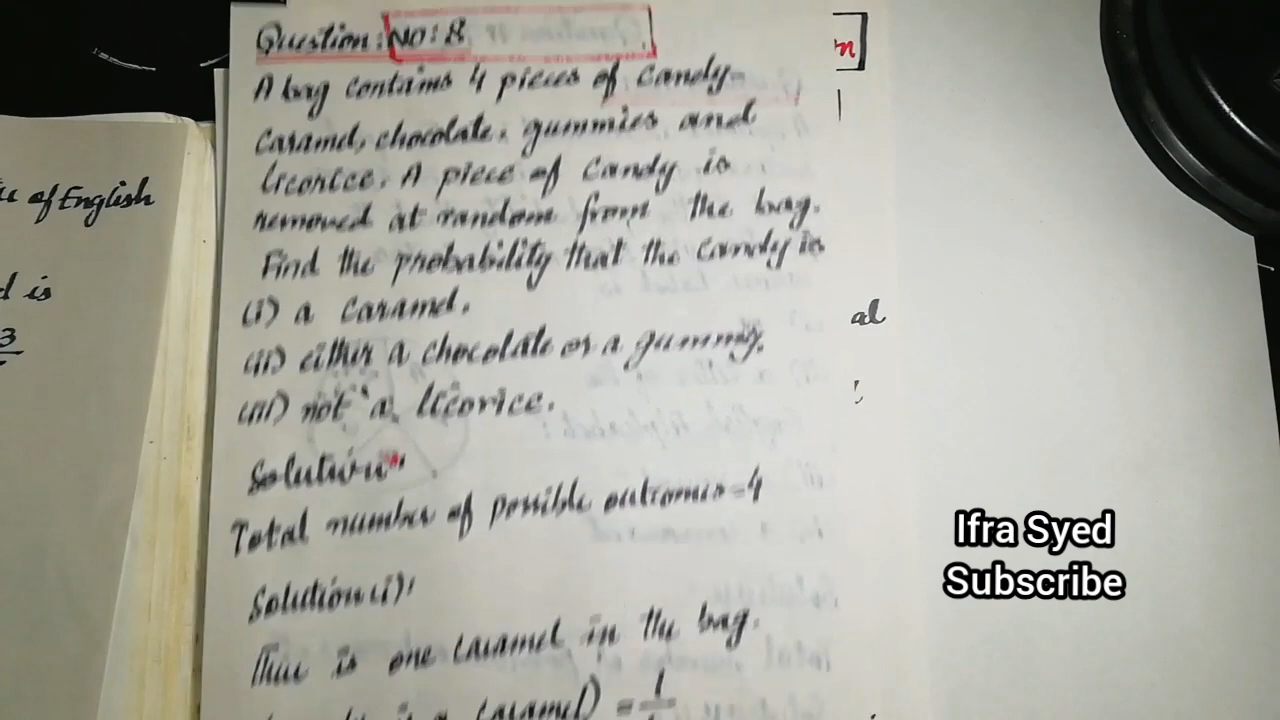 Question: NO: 8
A bag contains 4 pieces of candy-
caramel, chocolate, gummies and
licorice. A piece of candy is
removed at random from the bag.
Find the probability that the candy is
(i) a caramel.
(ii) either a chocolate or a gummy.
(iii) not a licorice.
Solution:
Total number of possible outcomes=4
Solution(i):
There is one caramel in the bag.
is a caramel) = 1
of English
d is
3
n
al
Ifra Syed
Subscribe